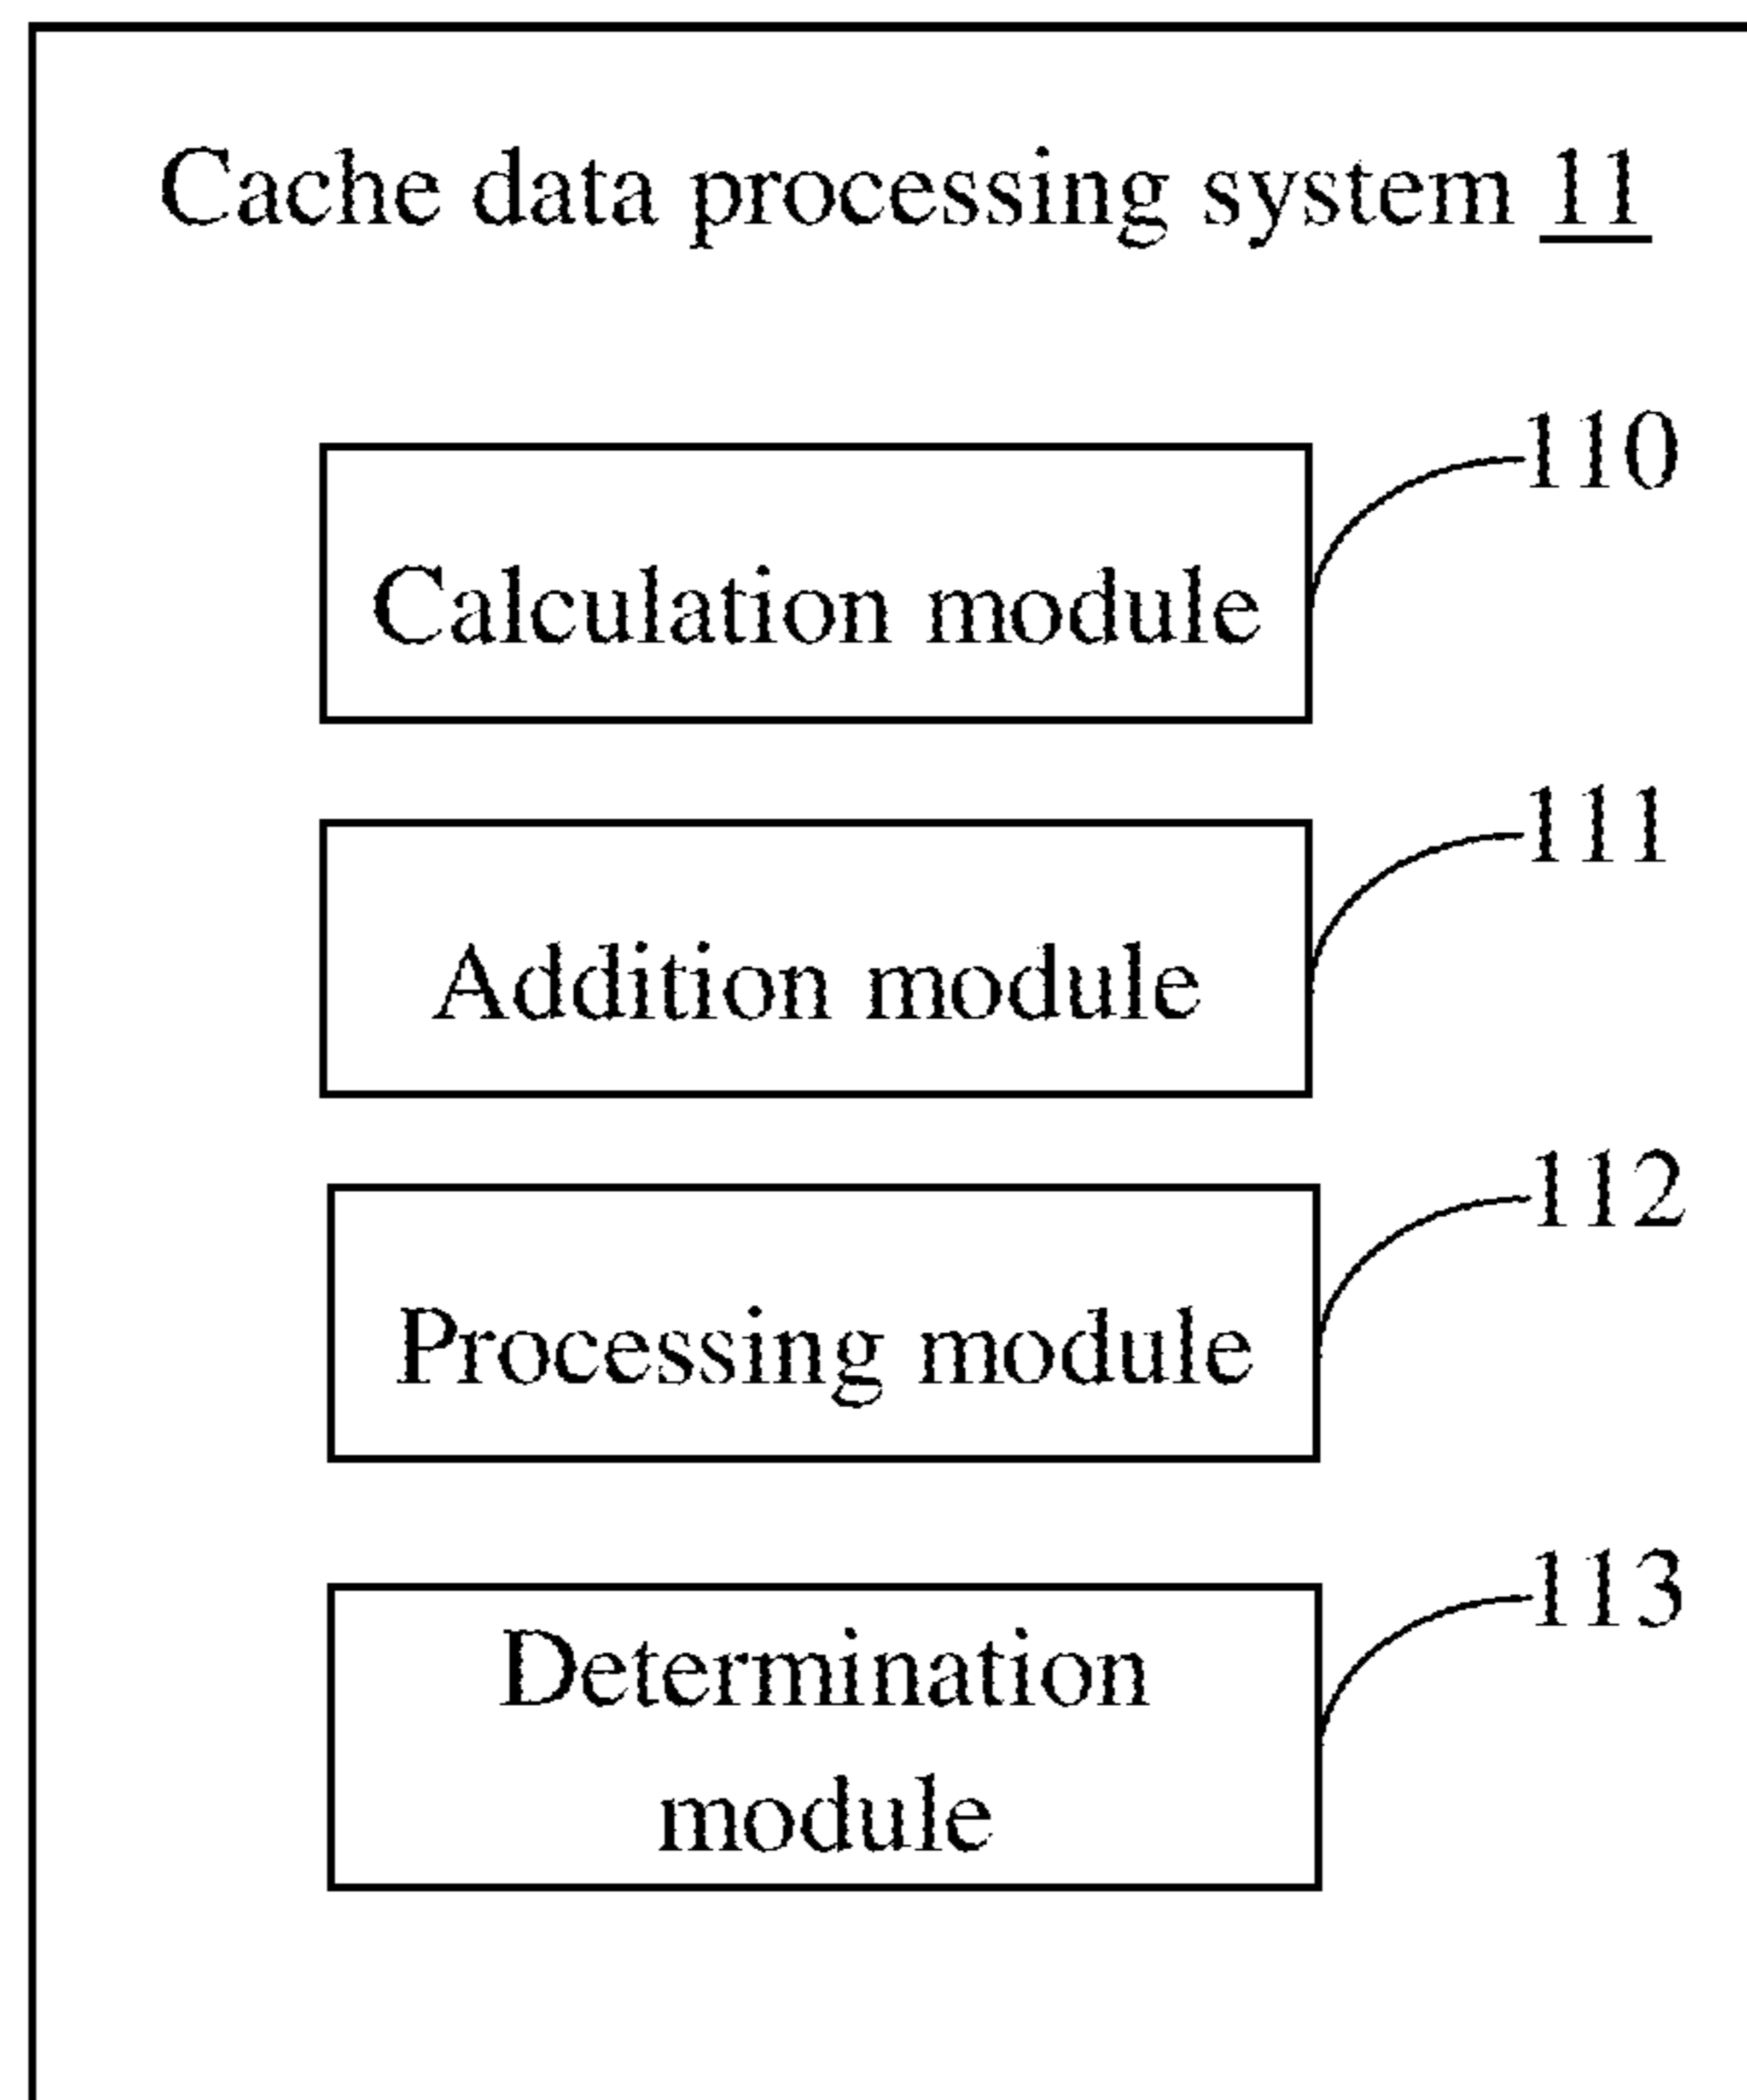 Cache data processing system 11
110
Calculation module
111
Addition module
112
Processing module
113
Determination
module